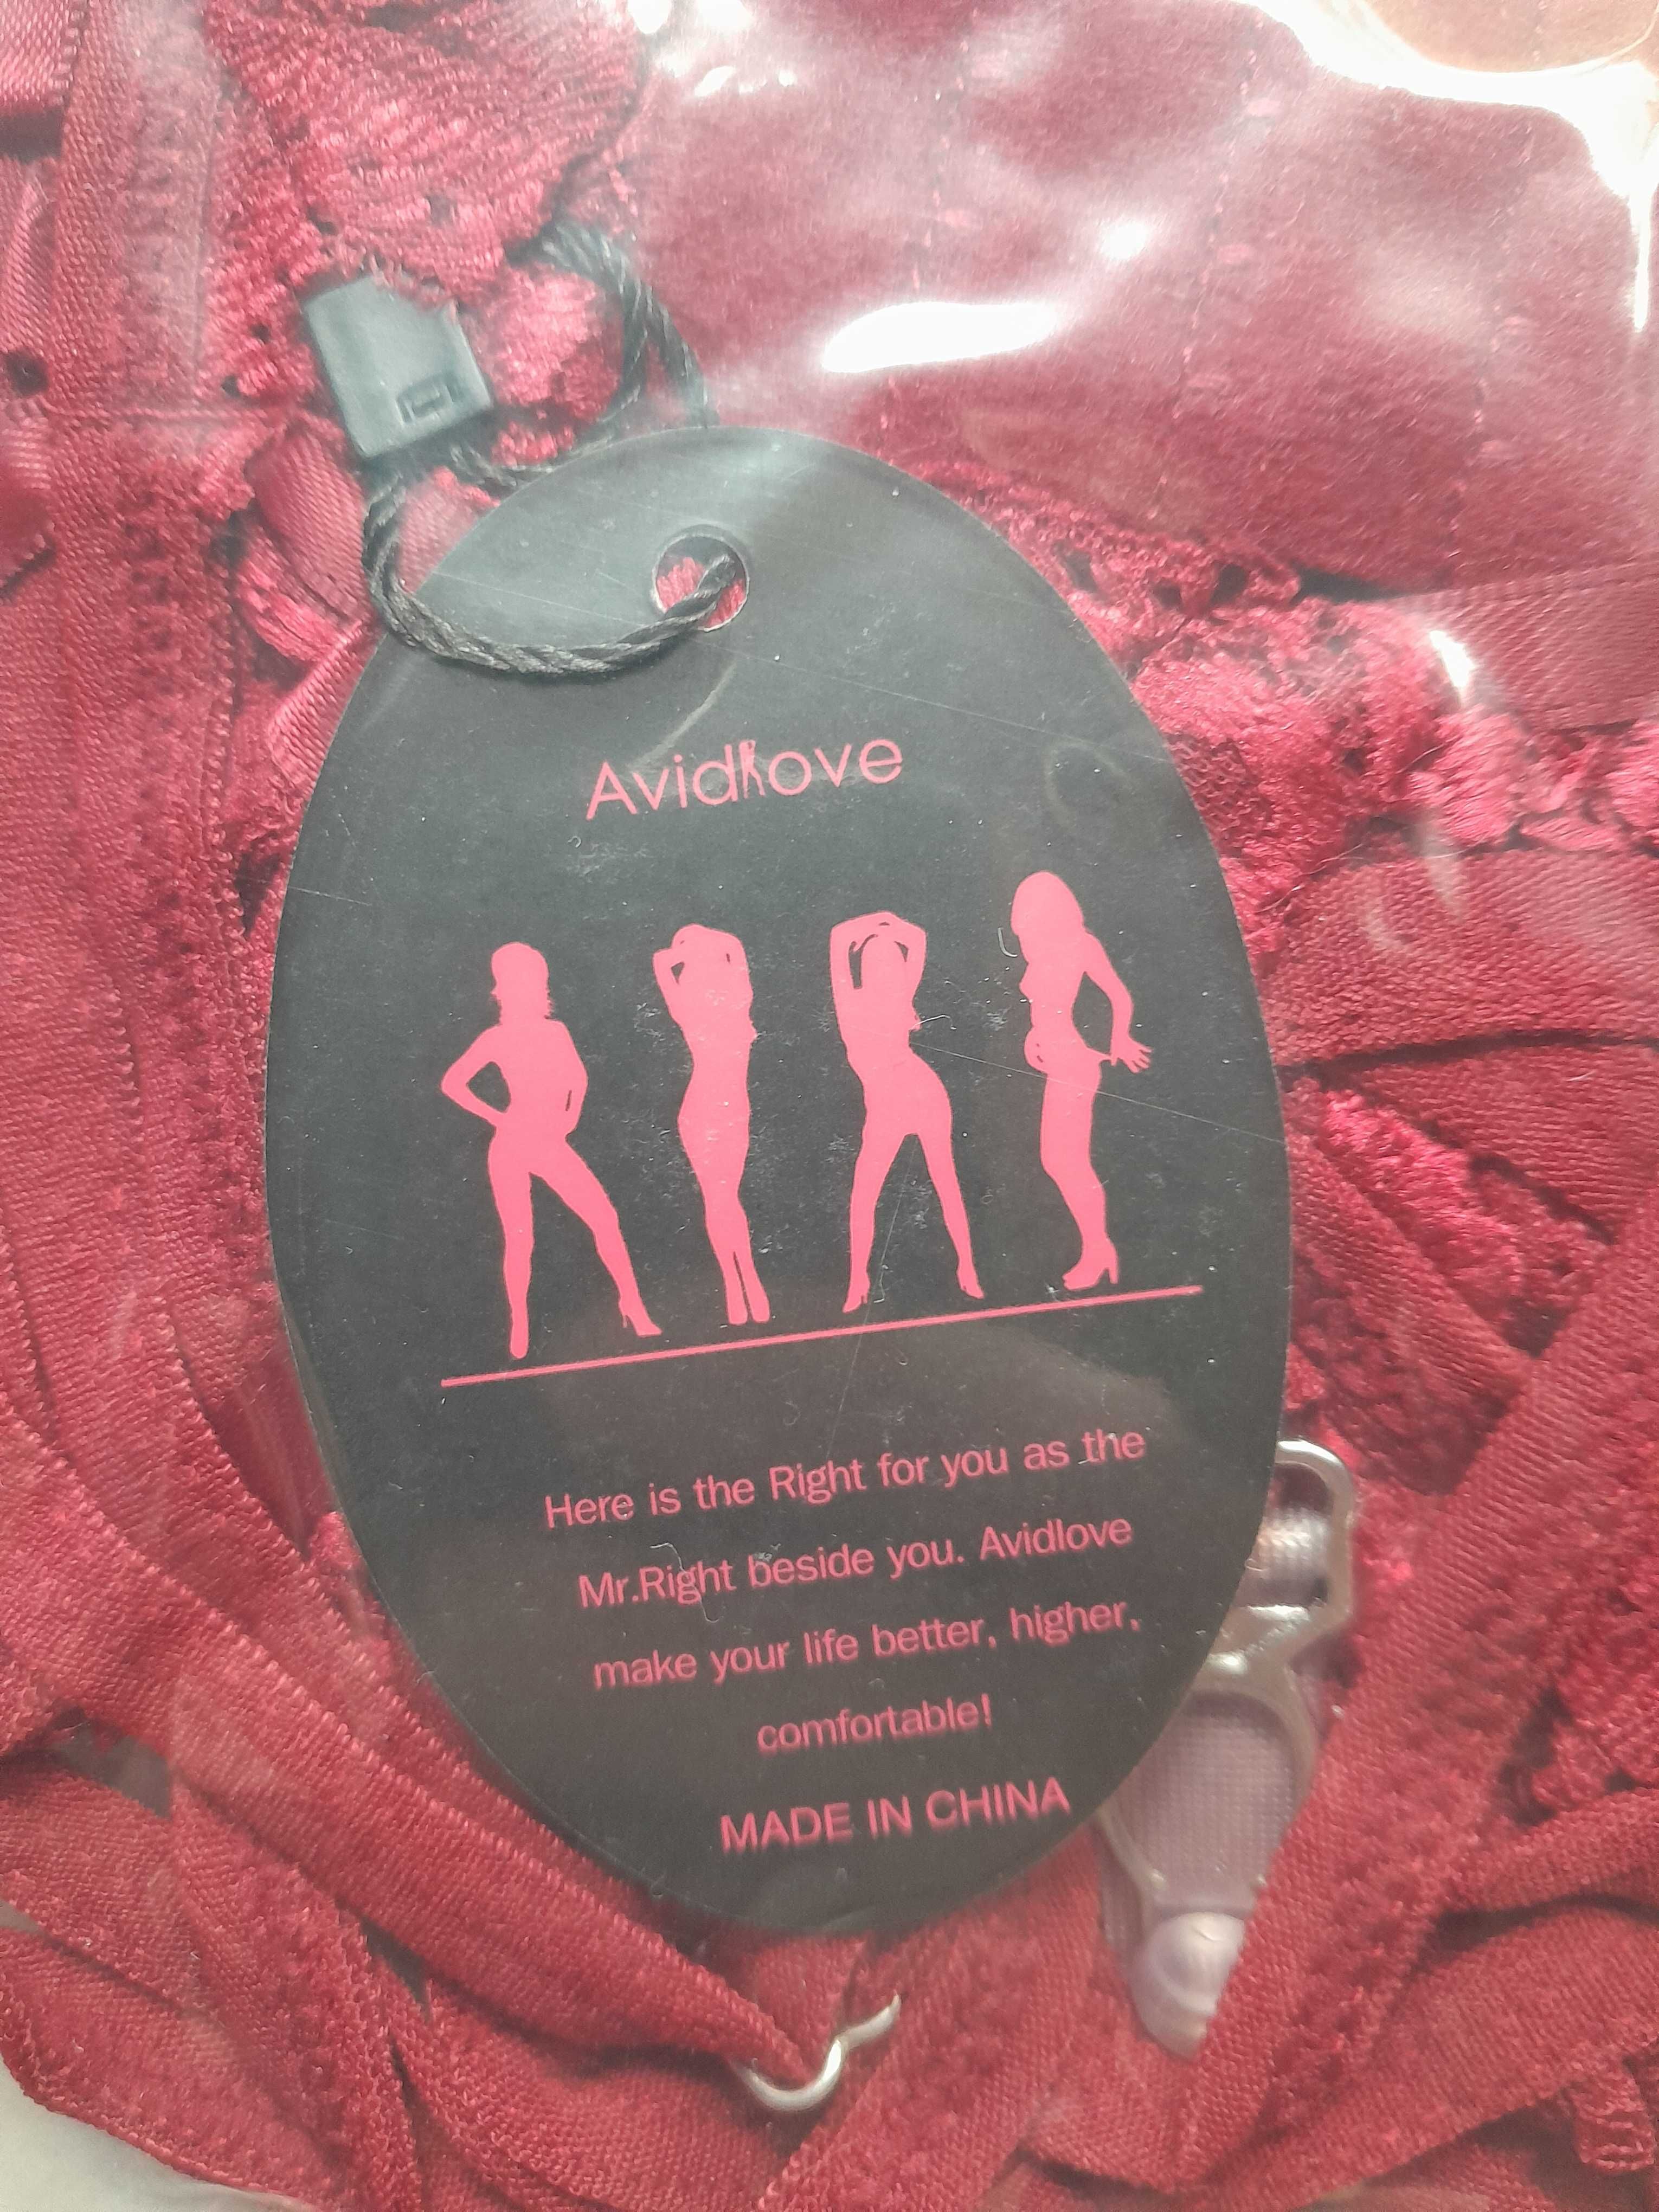 Avidlove
Here is the Right for you as the
Mr.Right beside you. Avidlove
make your life better, higher,
comfortable!
MADE IN CHINA